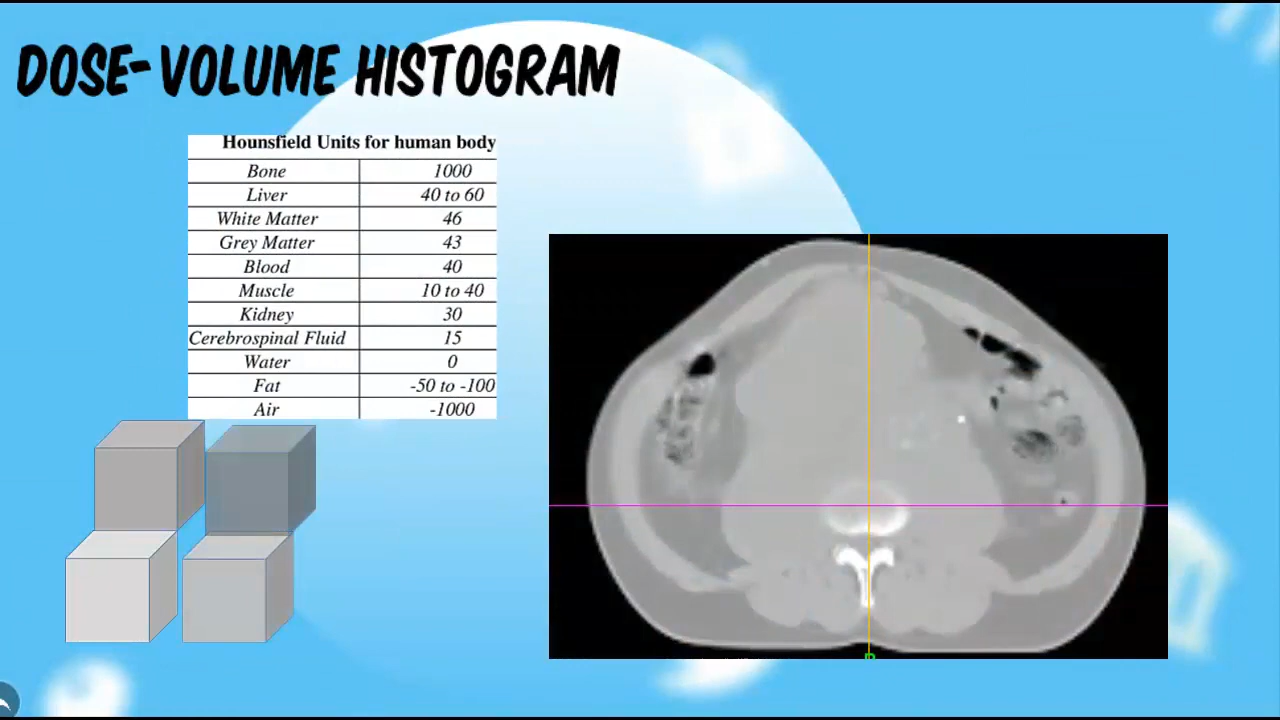 DOSE-VOLUME HISTOGRAM
Hounsfield Units for human body
Bone 1000
Liver 40 to 60
White Matter 46
Grey Matter 43
Blood 40
Muscle 10 to 40
Kidney 30
Cerebrospinal Fluid 15
Water 0
Fat -50 to -100
Air -1000